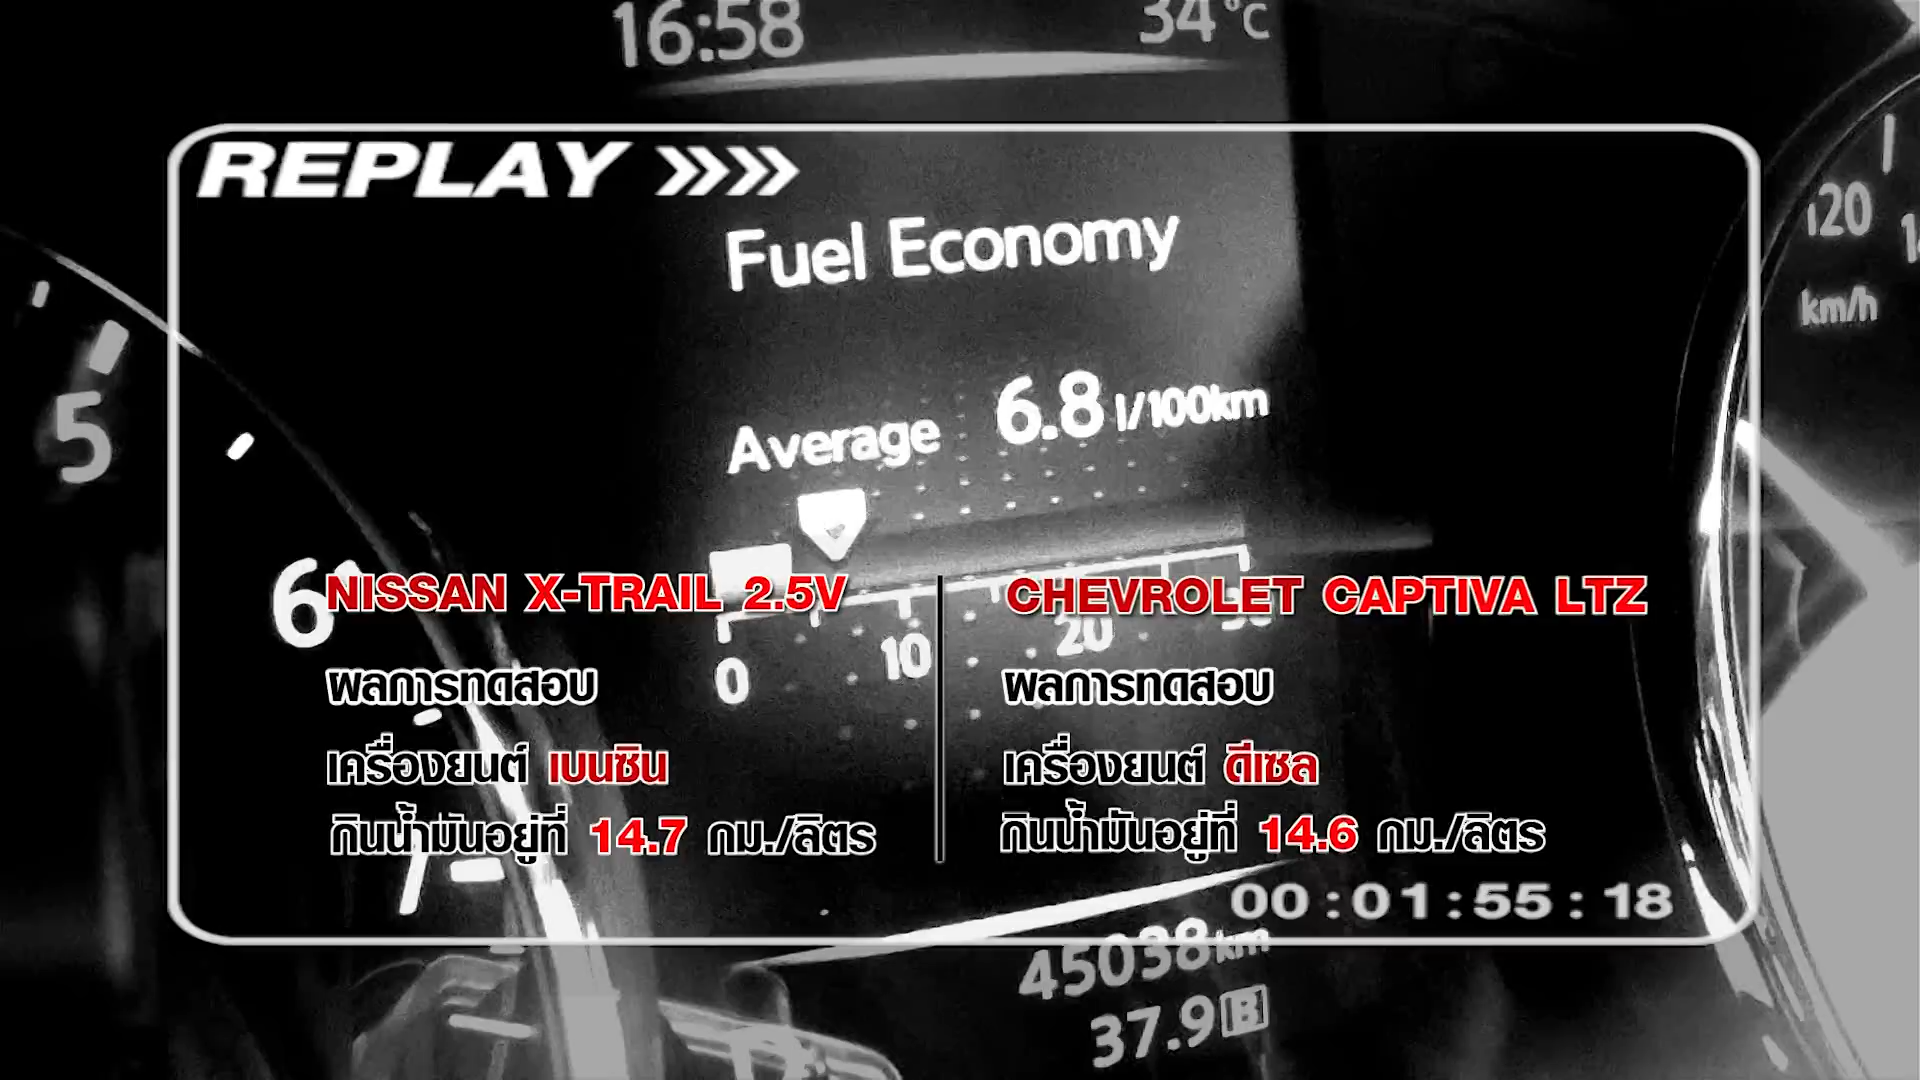 16:58 34°C
REPLAY
Fuel Economy
120
km/h
Average 6.8 l/100km
5
6
NISSAN X-TRAIL 2.5V
CHEVROLET CAPTIVA LTZ
0 10 20
ผลการทดสอบ
เครื่องยนต์ เบนซิน
กินน้ำมันอยู่ที่ 14.7 กม./ลิตร
ผลการทดสอบ
เครื่องยนต์ ดีเซล
กินน้ำมันอยู่ที่ 14.6 กม./ลิตร
7
00:01:55:18
45038km
37.9 B